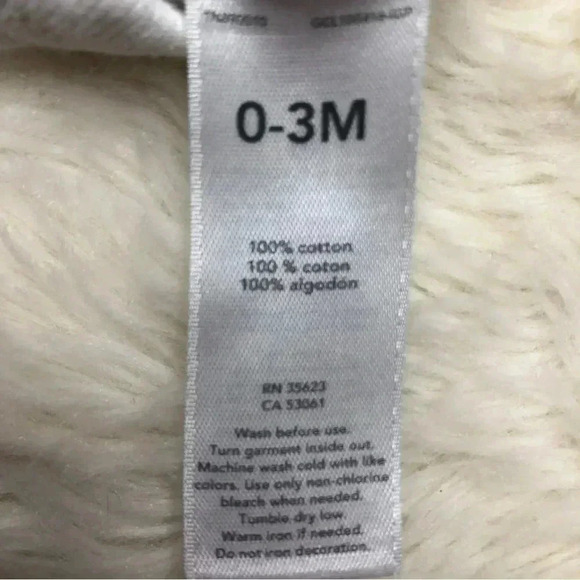 0-3M
100% cotton
100 % coton
100% algodón
RN 35623
CA 53061
Wash before use.
Turn garment inside out.
Machine wash cold with like
colors. Use only non-chlorine
bleach when needed.
Tumble dry low.
Warm iron if needed.
Do not iron decoration.